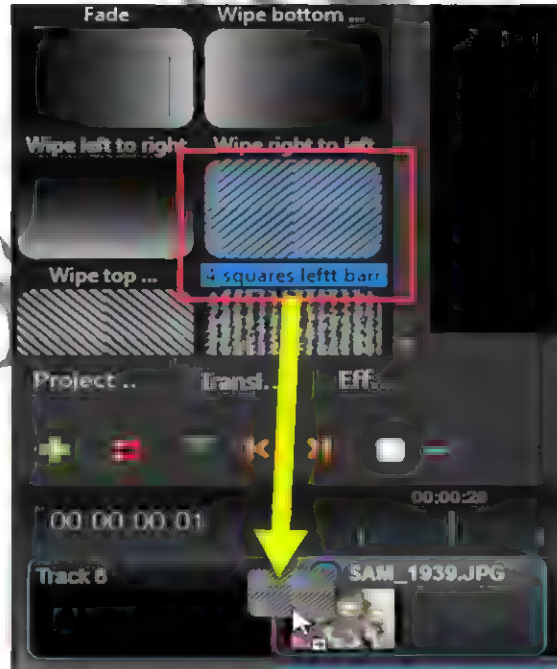 Fade Wipe bottom ...
Wipe left to right Wipe right to left
Wipe top ... 4 squares leftt barr
Project .. Transi... Eff...
00:00:20
00:00:00,01
Track 6 SAM_1939.JPG